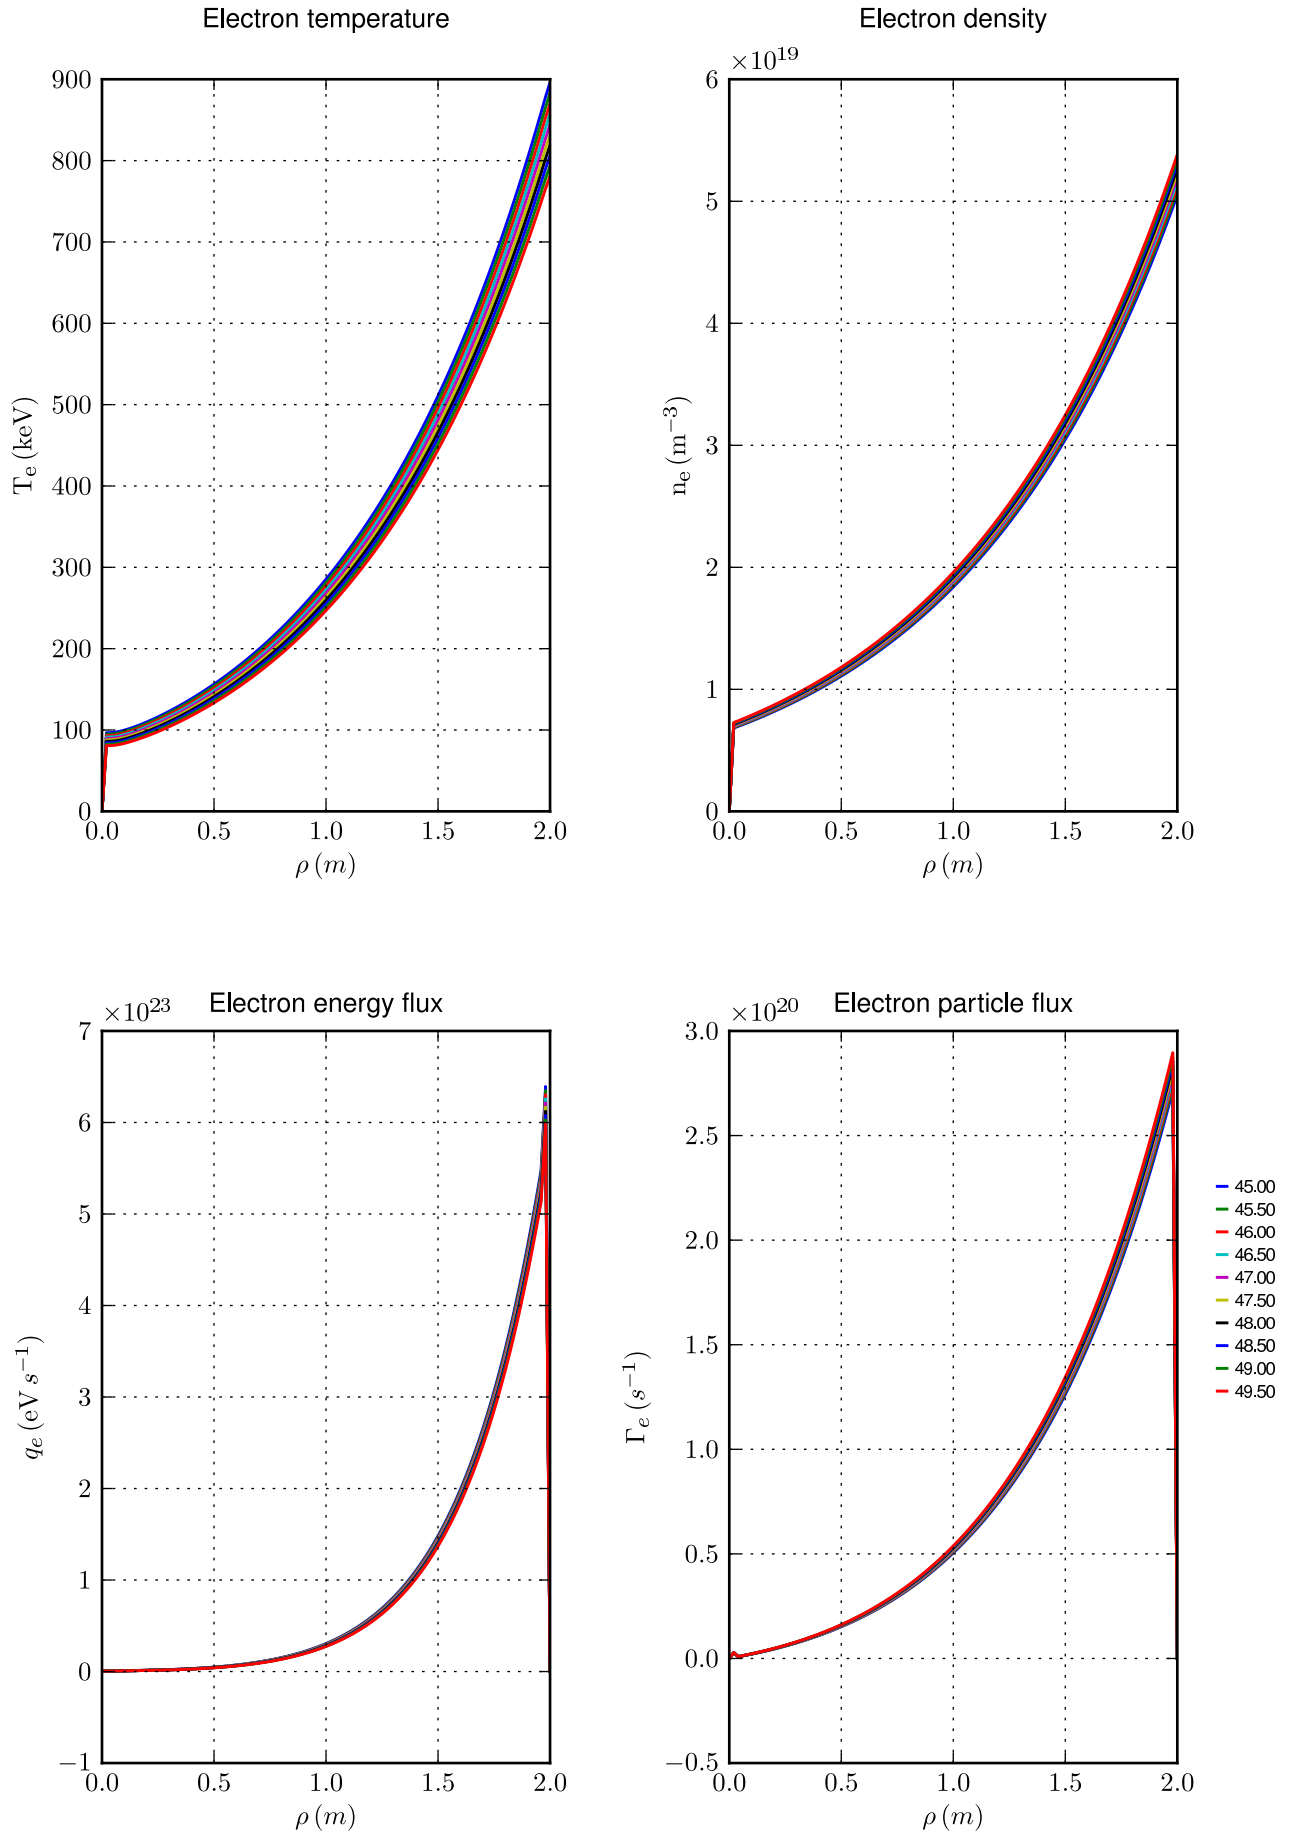 Electron temperature
900
800
700
600
500
400
300
200
100
0
T_e (keV)
0.0 0.5 1.0 1.5 2.0
ρ (m)
Electron density
×10^19
6
5
4
3
2
1
0
n_e (m^−3)
0.0 0.5 1.0 1.5 2.0
ρ (m)
Electron energy flux
×10^23
7
6
5
4
3
2
1
0
−1
q_e (eV s^−1)
0.0 0.5 1.0 1.5 2.0
ρ (m)
Electron particle flux
×10^20
3.0
2.5
2.0
1.5
1.0
0.5
0.0
−0.5
Γ_e (s^−1)
0.0 0.5 1.0 1.5 2.0
ρ (m)
45.00
45.50
46.00
46.50
47.00
47.50
48.00
48.50
49.00
49.50